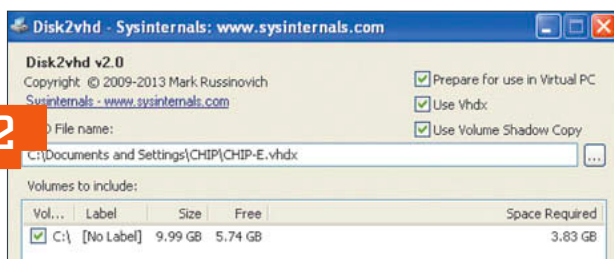 Disk2vhd - Sysinternals: www.sysinternals.com
Disk2vhd v2.0
Copyright © 2009-2013 Mark Russinovich
Sysinternals - www.sysinternals.com
Prepare for use in Virtual PC
Use Vhdx
Use Volume Shadow Copy
2
File name:
C:\Documents and Settings\CHIP\CHIP-E.vhdx
...
Volumes to include:
Vol... Label Size Free Space Required
C:\ [No Label] 9.99 GB 5.74 GB 3.83 GB